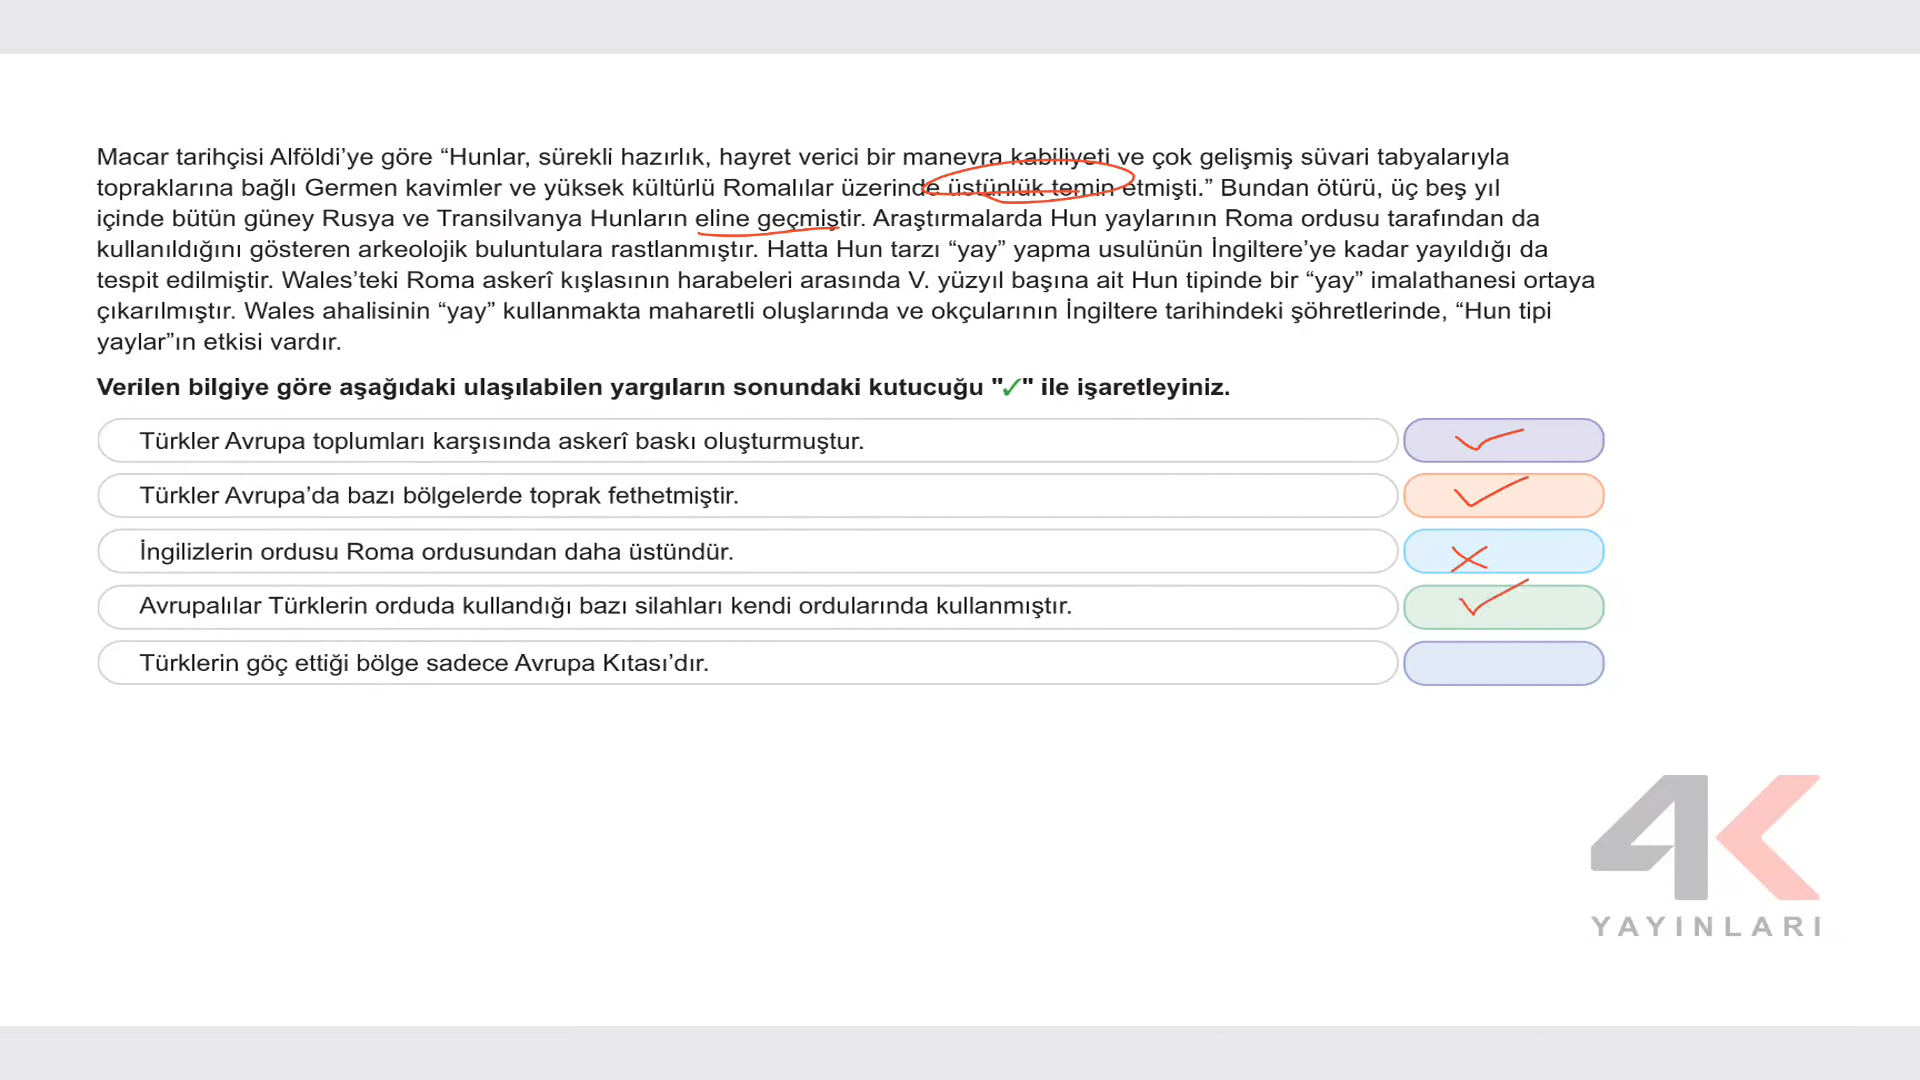 Macar tarihçisi Alföldi’ye göre “Hunlar, sürekli hazırlık, hayret verici bir manevra kabiliyeti ve çok gelişmiş süvari tabyalarıyla
topraklarına bağlı Germen kavimler ve yüksek kültürlü Romalılar üzerinde üstünlük temin etmişti.” Bundan ötürü, üç beş yıl
içinde bütün güney Rusya ve Transilvanya Hunların eline geçmiştir. Araştırmalarda Hun yaylarının Roma ordusu tarafından da
kullanıldığını gösteren arkeolojik buluntulara rastlanmıştır. Hatta Hun tarzı “yay” yapma usulünün İngiltere’ye kadar yayıldığı da
tespit edilmiştir. Wales’teki Roma askerî kışlasının harabeleri arasında V. yüzyıl başına ait Hun tipinde bir “yay” imalathanesi ortaya
çıkarılmıştır. Wales ahalisinin “yay” kullanmakta maharetli oluşlarında ve okçularının İngiltere tarihindeki şöhretlerinde, “Hun tipi
yaylar”ın etkisi vardır.
Verilen bilgiye göre aşağıdaki ulaşılabilen yargıların sonundaki kutucuğu "✓" ile işaretleyiniz.
Türkler Avrupa toplumları karşısında askerî baskı oluşturmuştur. ✓
Türkler Avrupa’da bazı bölgelerde toprak fethetmiştir. ✓
İngilizlerin ordusu Roma ordusundan daha üstündür. ✗
Avrupalılar Türklerin orduda kullandığı bazı silahları kendi ordularında kullanmıştır. ✓
Türklerin göç ettiği bölge sadece Avrupa Kıtası’dır.
4K
YAYINLARI